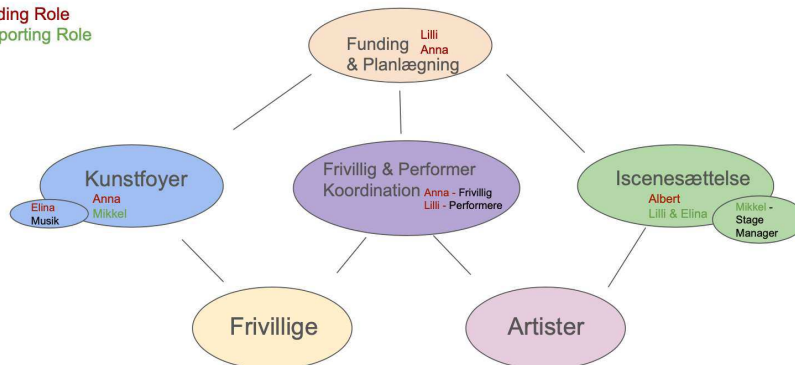 ding Role
porting Role
Funding
& Planlægning
Lilli
Anna
Kunstfoyer
Anna
Mikkel
Elina
Musik
Frivillig & Performer
Koordination
Anna - Frivillig
Lilli - Performere
Iscenesættelse
Albert
Lilli & Elina
Mikkel -
Stage
Manager
Frivillige
Artister